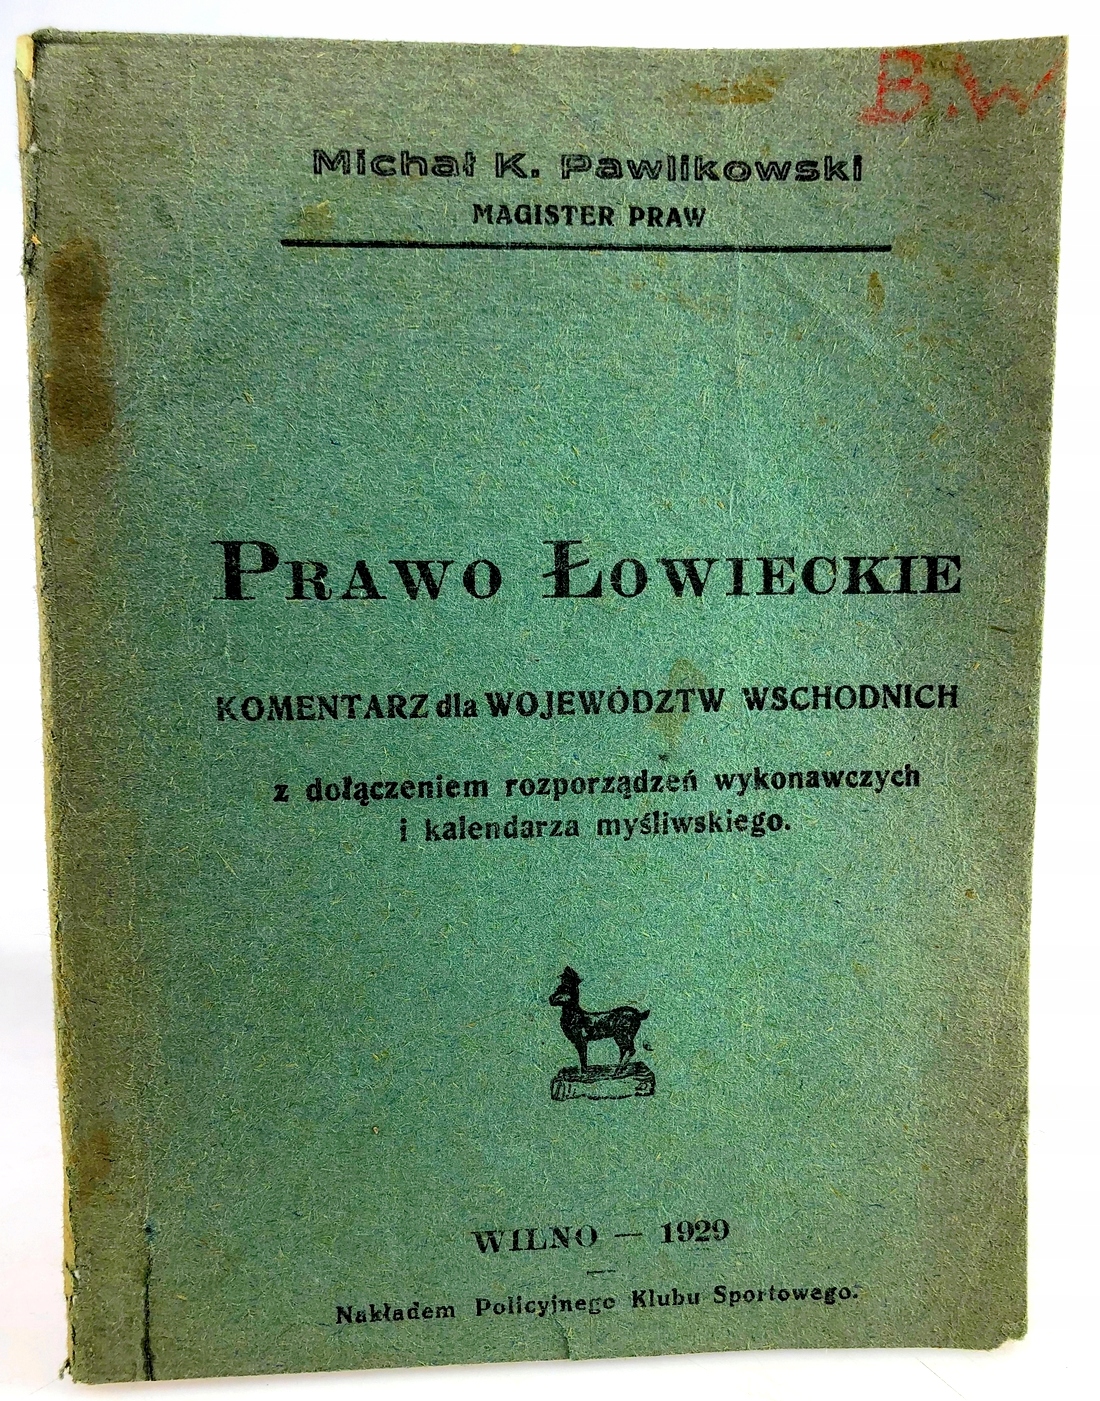 B.W
Michał K. Pawlikowski
MAGISTER PRAW
PRAWO ŁOWIECKIE
KOMENTARZ dla WOJEWÓDZTW WSCHODNICH
z dołączeniem rozporządzeń wykonawczych
i kalendarza myśliwskiego.
WILNO — 1929
Nakładem Policyjnego Klubu Sportowego.